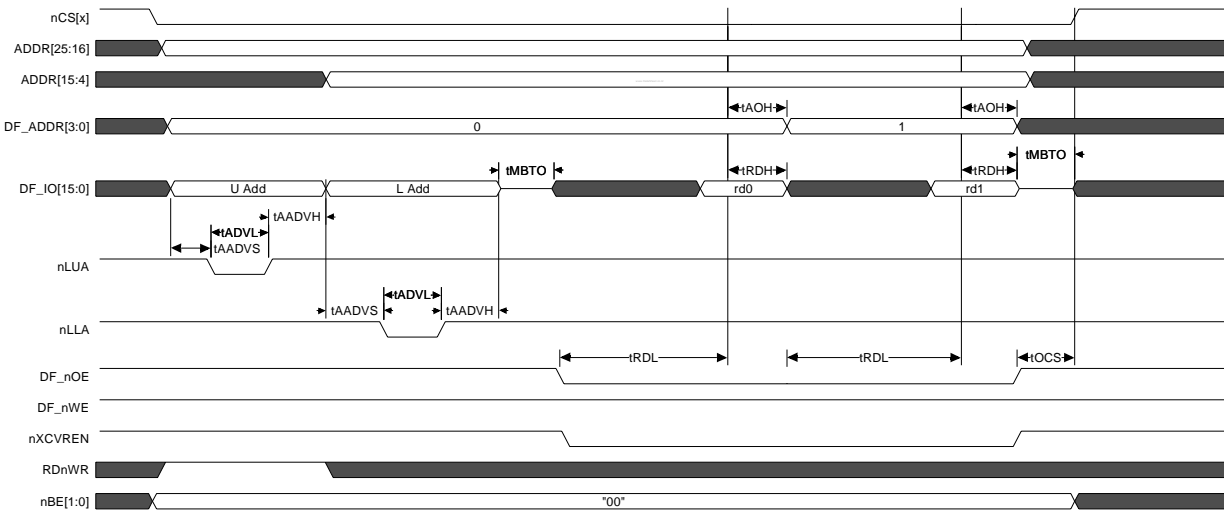 nCS[x]
ADDR[25:16]
ADDR[15:4]
tAOH tAOH
DF_ADDR[3:0] 0 1
tMBTO tMBTO
tRDH tRDH
DF_IO[15:0] U Add L Add rd0 rd1
tAADVH
tADVL
tAADVS
nLUA
tADVL
tAADVS tAADVH
nLLA
tRDL tRDL tOCS
DF_nOE
DF_nWE
nXCVREN
RDnWR
nBE[1:0] "00"